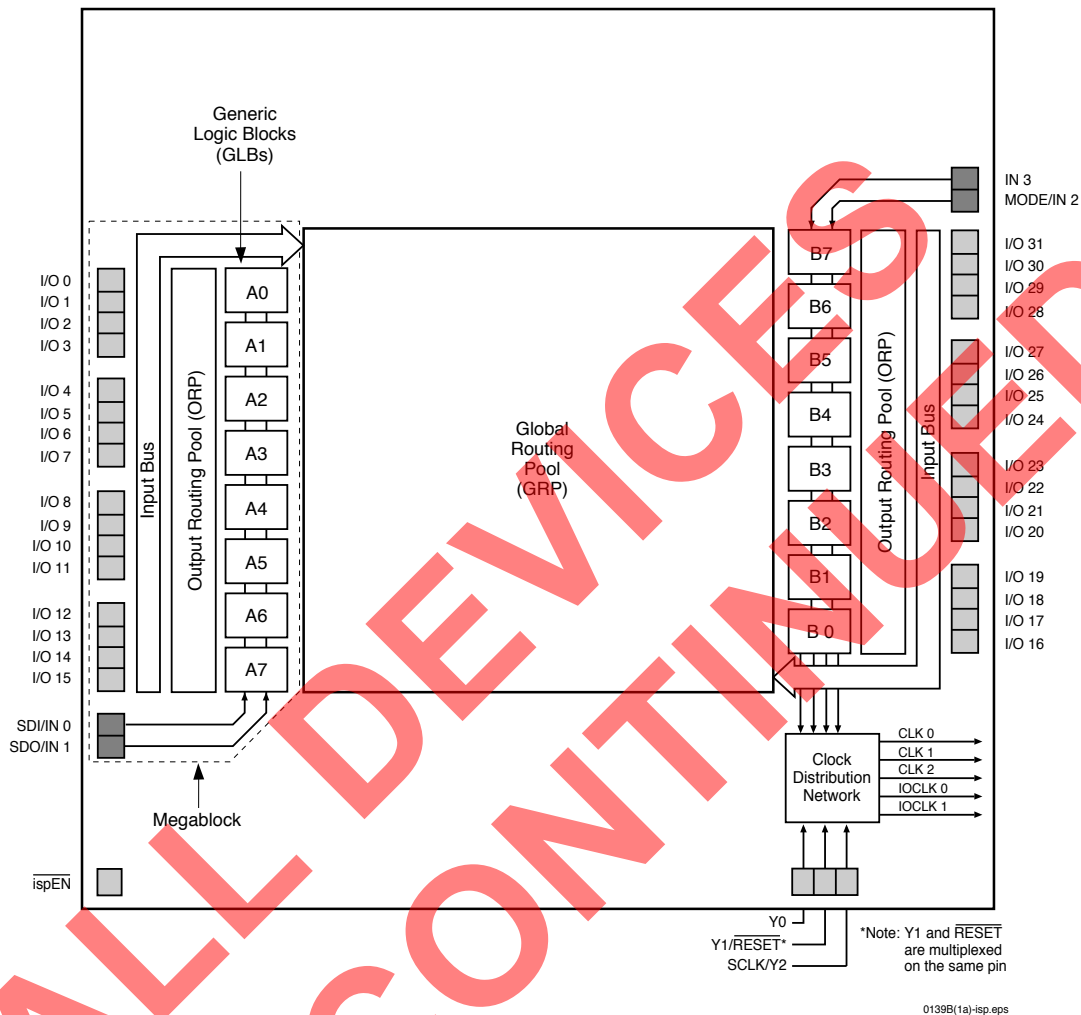 Generic
Logic Blocks
(GLBs)
IN 3
MODE/IN 2
I/O 0
I/O 1
I/O 2
I/O 3
I/O 4
I/O 5
I/O 6
I/O 7
I/O 8
I/O 9
I/O 10
I/O 11
I/O 12
I/O 13
I/O 14
I/O 15
SDI/IN 0
SDO/IN 1
Input Bus
Output Routing Pool (ORP)
A0
A1
A2
A3
A4
A5
A6
A7
Global
Routing
Pool
(GRP)
B7
B6
B5
B4
B3
B2
B1
B 0
Output Routing Pool (ORP)
Input Bus
I/O 31
I/O 30
I/O 29
I/O 28
I/O 27
I/O 26
I/O 25
I/O 24
I/O 23
I/O 22
I/O 21
I/O 20
I/O 19
I/O 18
I/O 17
I/O 16
Megablock
ispEN
Clock
Distribution
Network
CLK 0
CLK 1
CLK 2
IOCLK 0
IOCLK 1
Y0
Y1/RESET*
SCLK/Y2
*Note: Y1 and RESET
are multiplexed
on the same pin
0139B(1a)-isp.eps
ALL DEVICES